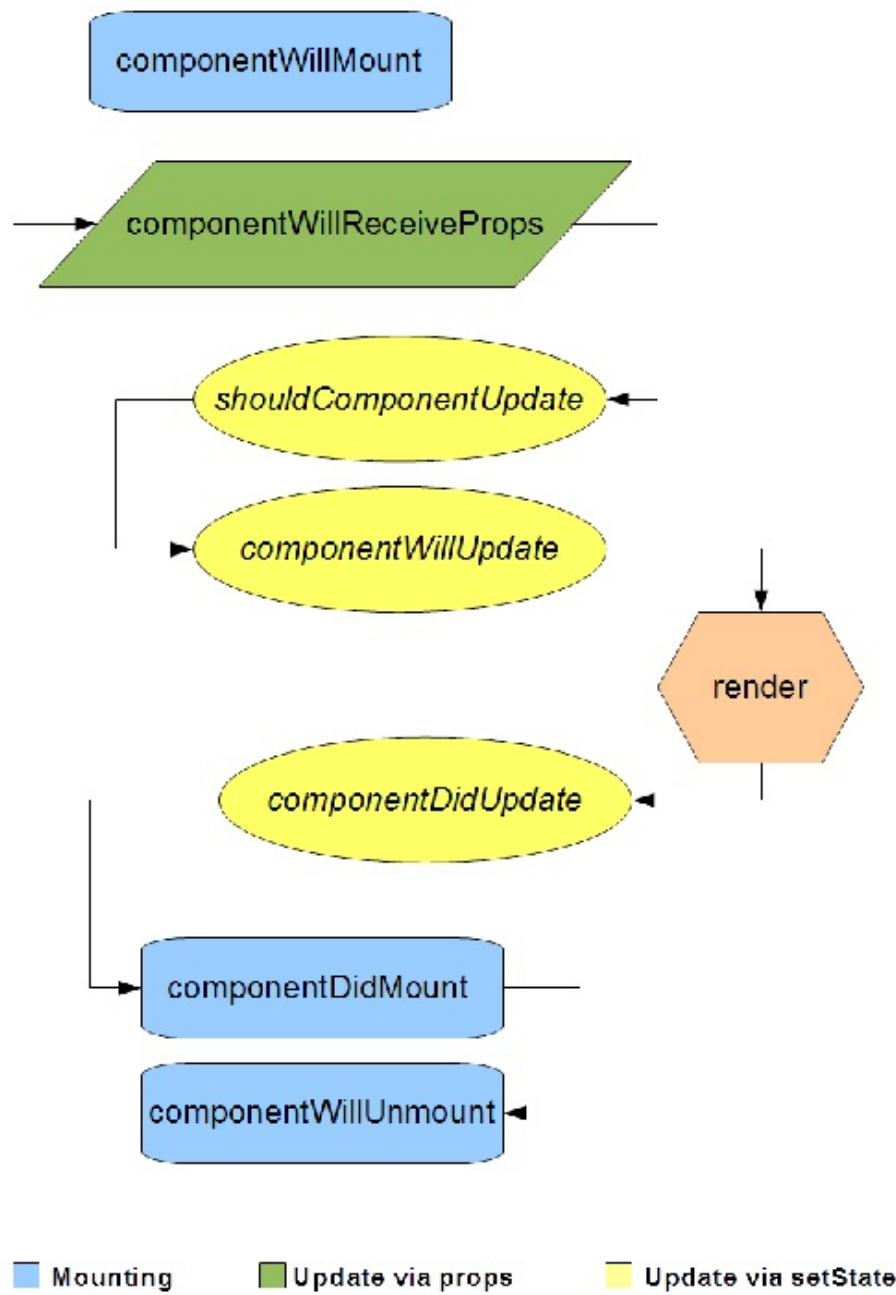 componentWillMount
componentWillReceiveProps
shouldComponentUpdate
componentWillUpdate
render
componentDidUpdate
componentDidMount
componentWillUnmount
Mounting Update via props Update via setState